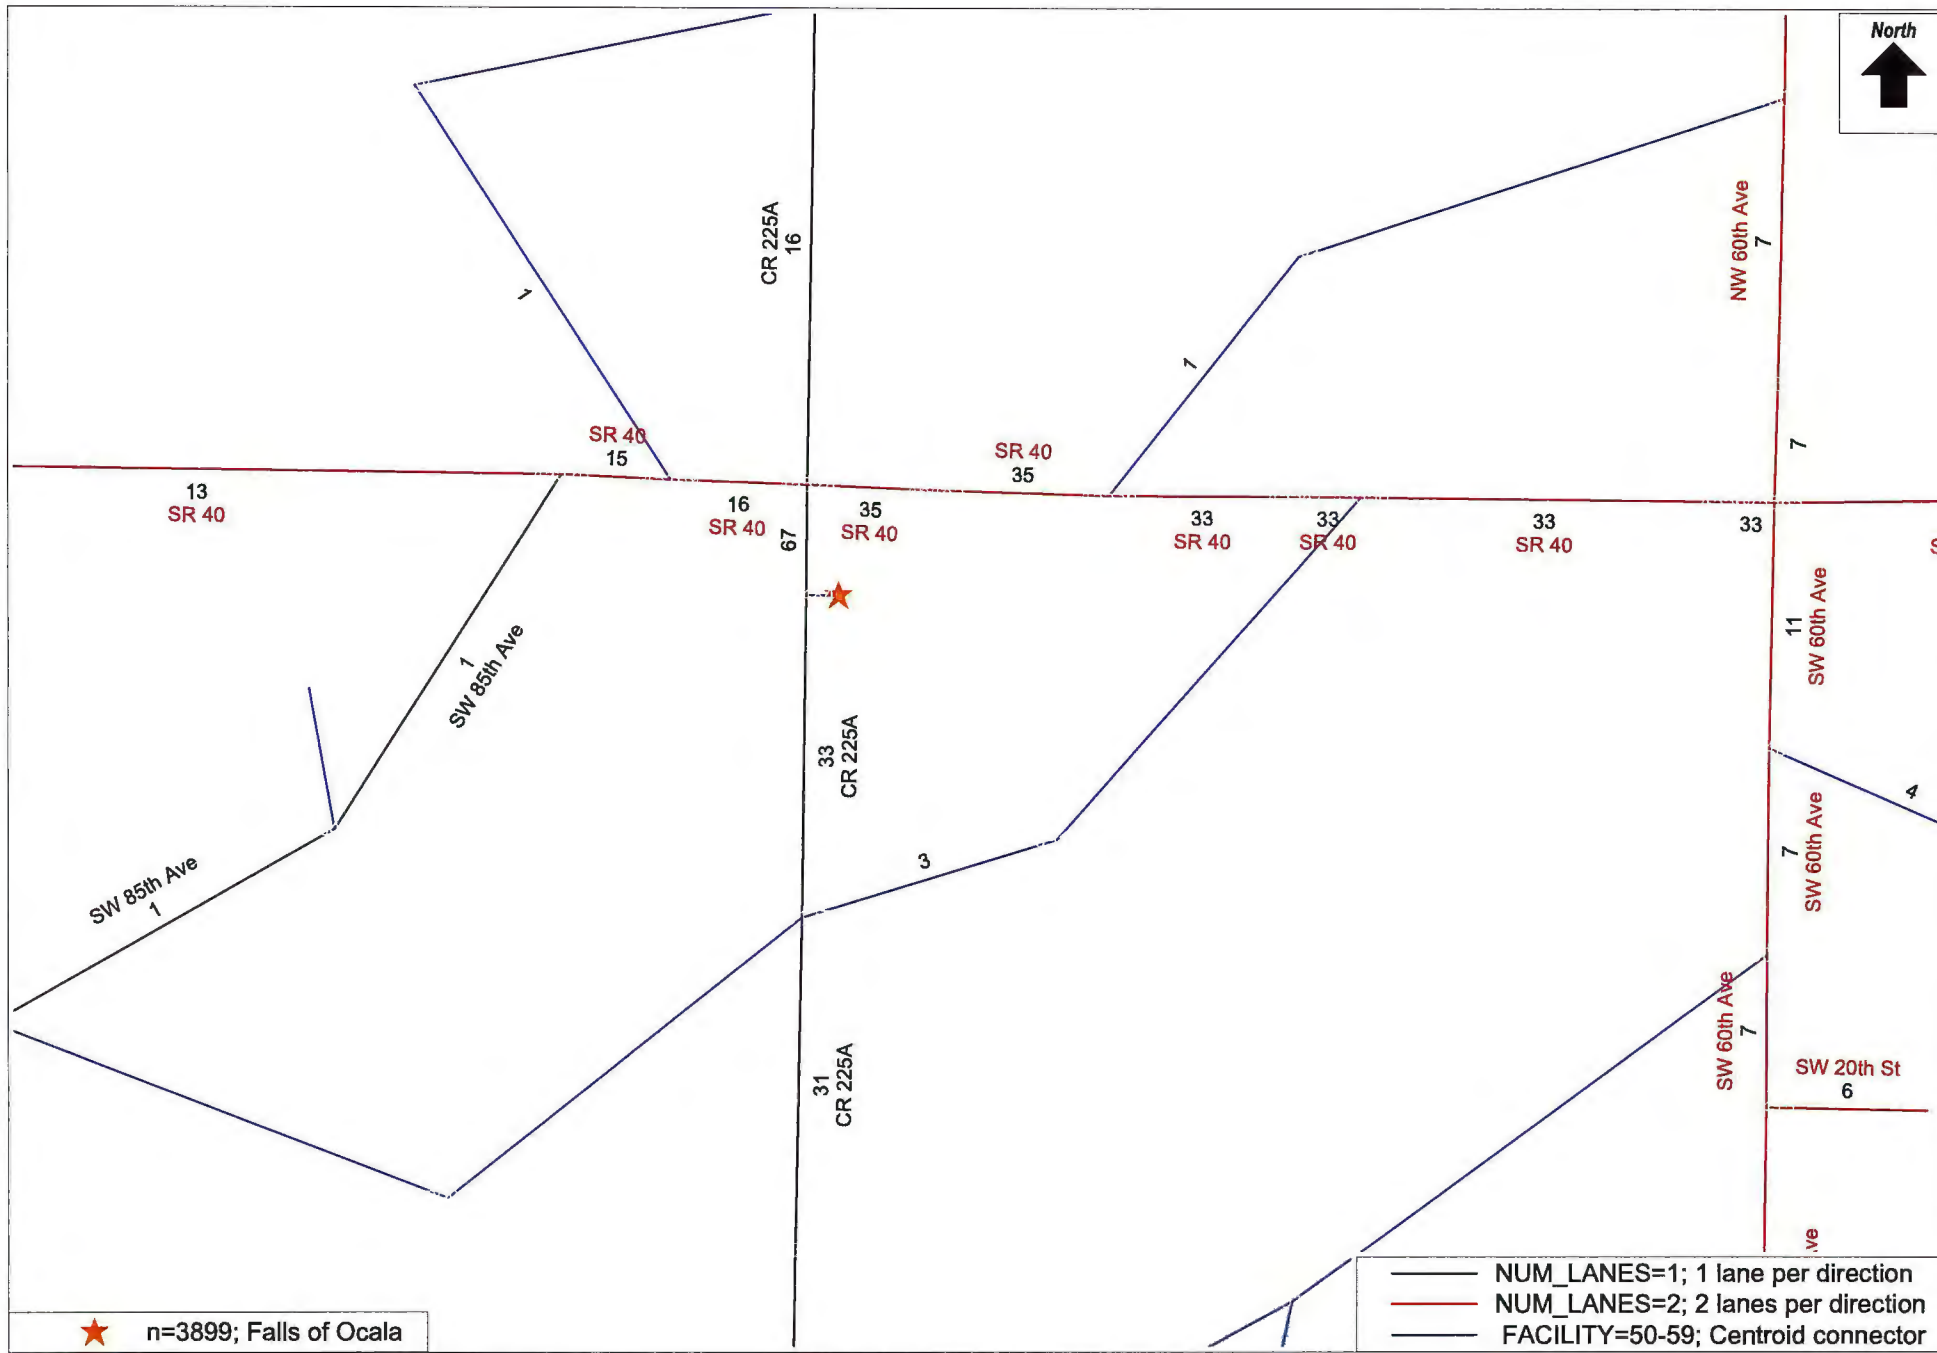 North
CR 225A
16
NW 60th Ave
7
1
1
SR 40
15
SR 40
35
7
13
SR 40
16
SR 40
67
35
SR 40
33
SR 40
33
SR 40
33
SR 40
33
11
SW 60th Ave
1
SW 85th Ave
33
CR 225A
4
7
SW 60th Ave
3
SW 85th Ave
1
SW 60th Ave
7
31
CR 225A
SW 20th St
6
NUM_LANES=1; 1 lane per direction
NUM_LANES=2; 2 lanes per direction
FACILITY=50-59; Centroid connector
n=3899; Falls of Ocala